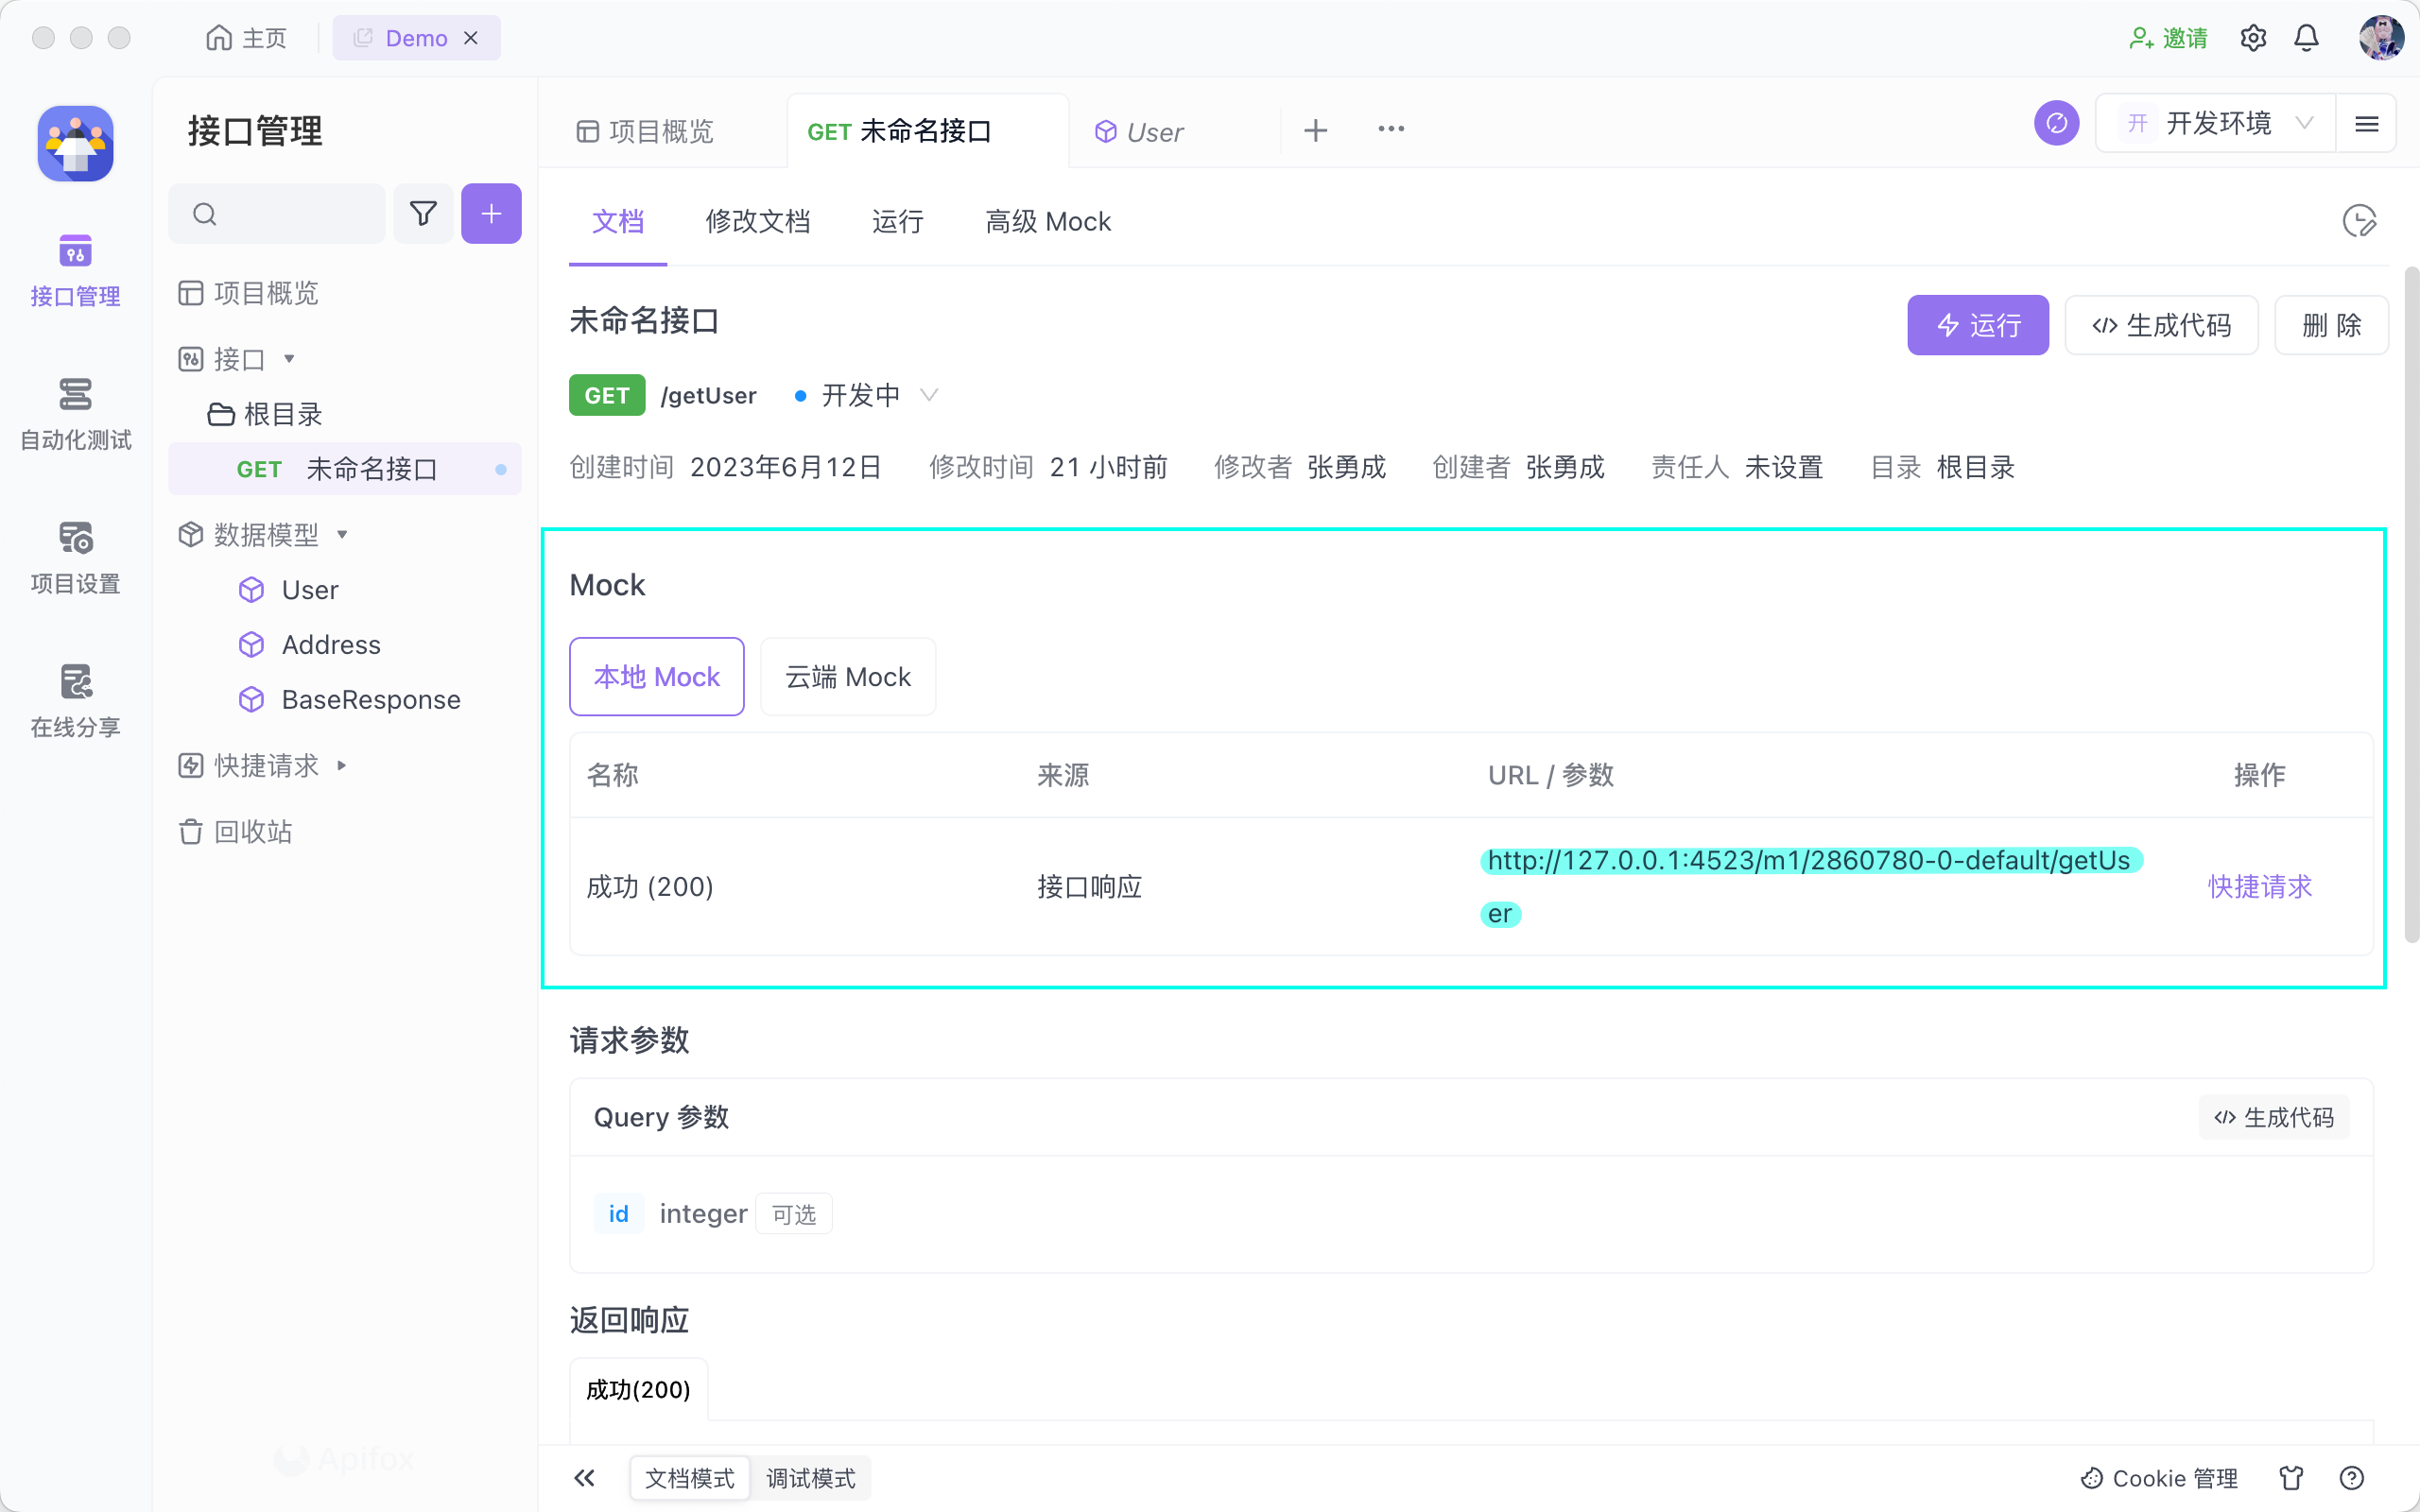 主页
Demo
邀请
接口管理
自动化测试
项目设置
在线分享
接口管理
项目概览
接口
根目录
GET 未命名接口
数据模型
User
Address
BaseResponse
快捷请求
回收站
Apifox
项目概览
GET 未命名接口
User
开 开发环境
文档 修改文档 运行 高级 Mock
未命名接口
运行
生成代码
删 除
GET /getUser 开发中
创建时间 2023年6月12日 修改时间 21 小时前 修改者 张勇成 创建者 张勇成 责任人 未设置 目录 根目录
Mock
本地 Mock 云端 Mock
名称 来源 URL / 参数 操作
成功 (200) 接口响应 http://127.0.0.1:4523/m1/2860780-0-default/getUs
er
快捷请求
请求参数
Query 参数
生成代码
id integer 可选
返回响应
成功(200)
文档模式 调试模式
Cookie 管理